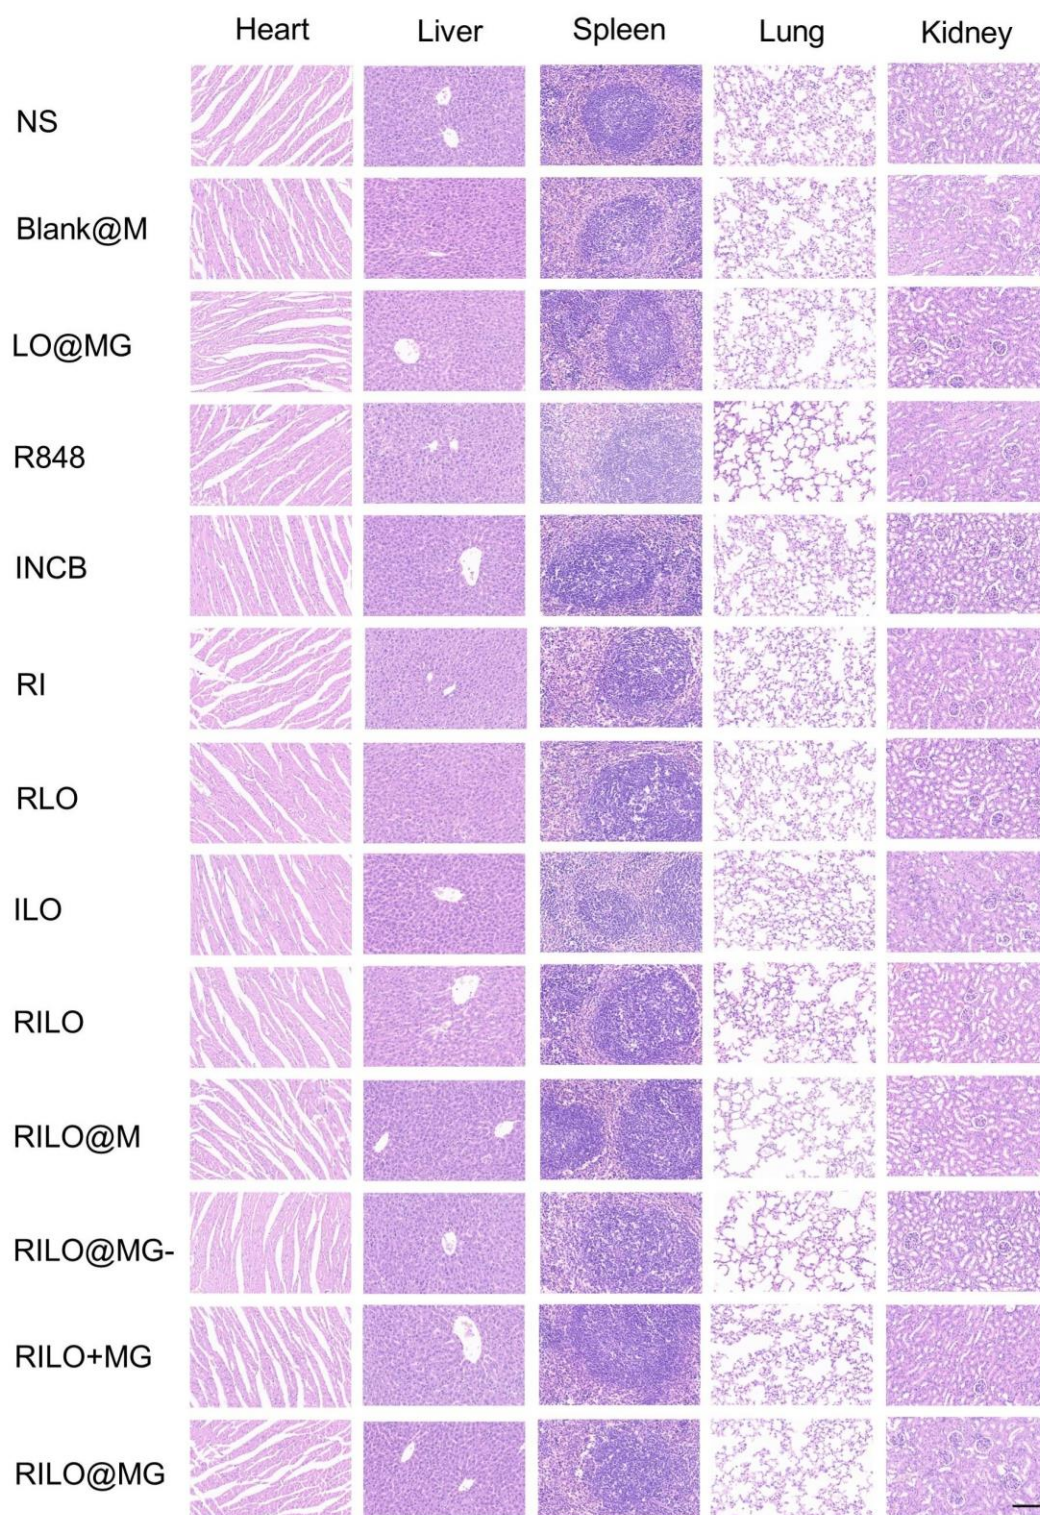 Heart Liver Spleen Lung Kidney
NS
Blank@M
LO@MG
R848
INCB
RI
RLO
ILO
RILO
RILO@M
RILO@MG-
RILO+MG
RILO@MG